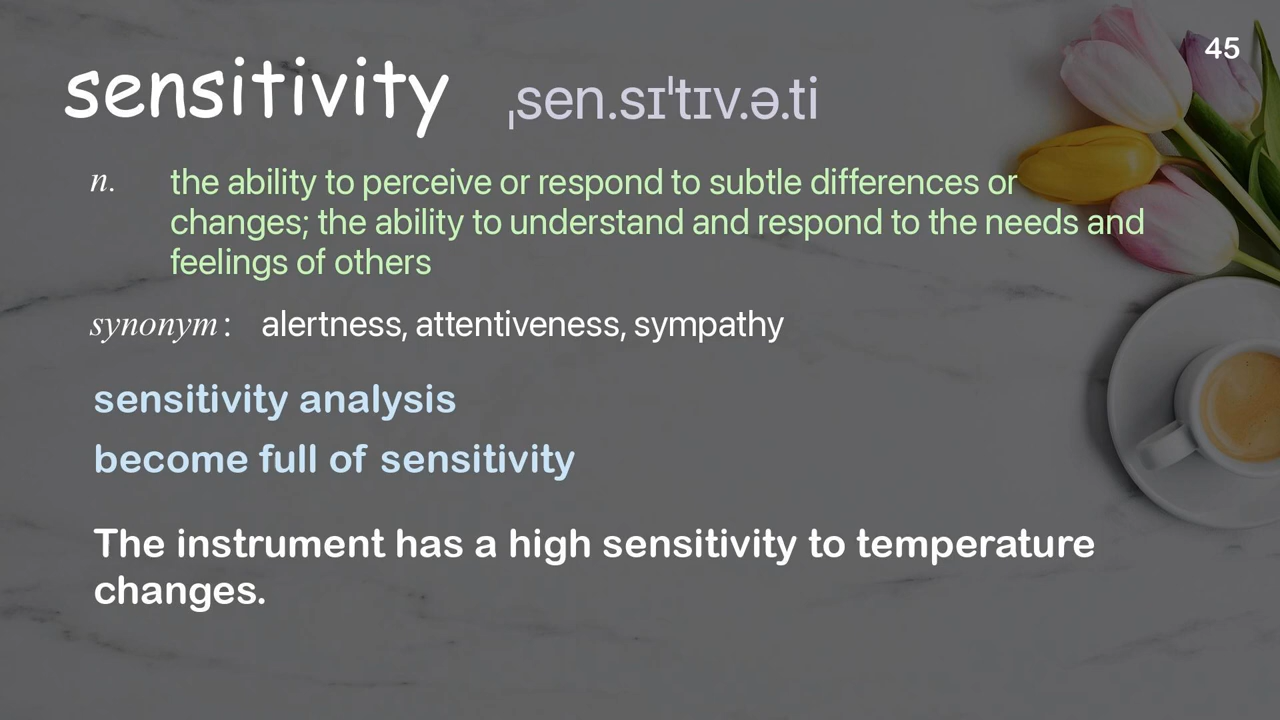 45
sensitivity ˌsen.sɪˈtɪv.ə.ti
n. the ability to perceive or respond to subtle differences or
changes; the ability to understand and respond to the needs and
feelings of others
synonym: alertness, attentiveness, sympathy
sensitivity analysis
become full of sensitivity
The instrument has a high sensitivity to temperature
changes.